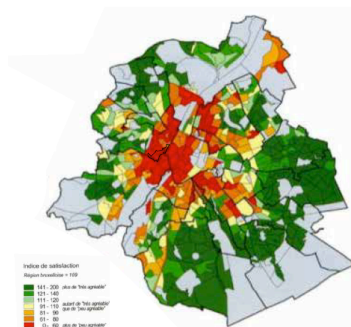 Indice de satisfaction
Région bruxelloise = 100
141 - 200 plus de "très agréable"
121 - 140
111 - 120
91 - 110 autant de "très agréable"
81 - 90 que de "peu agréable"
61 - 80
0 - 60 plus de "peu agréable"